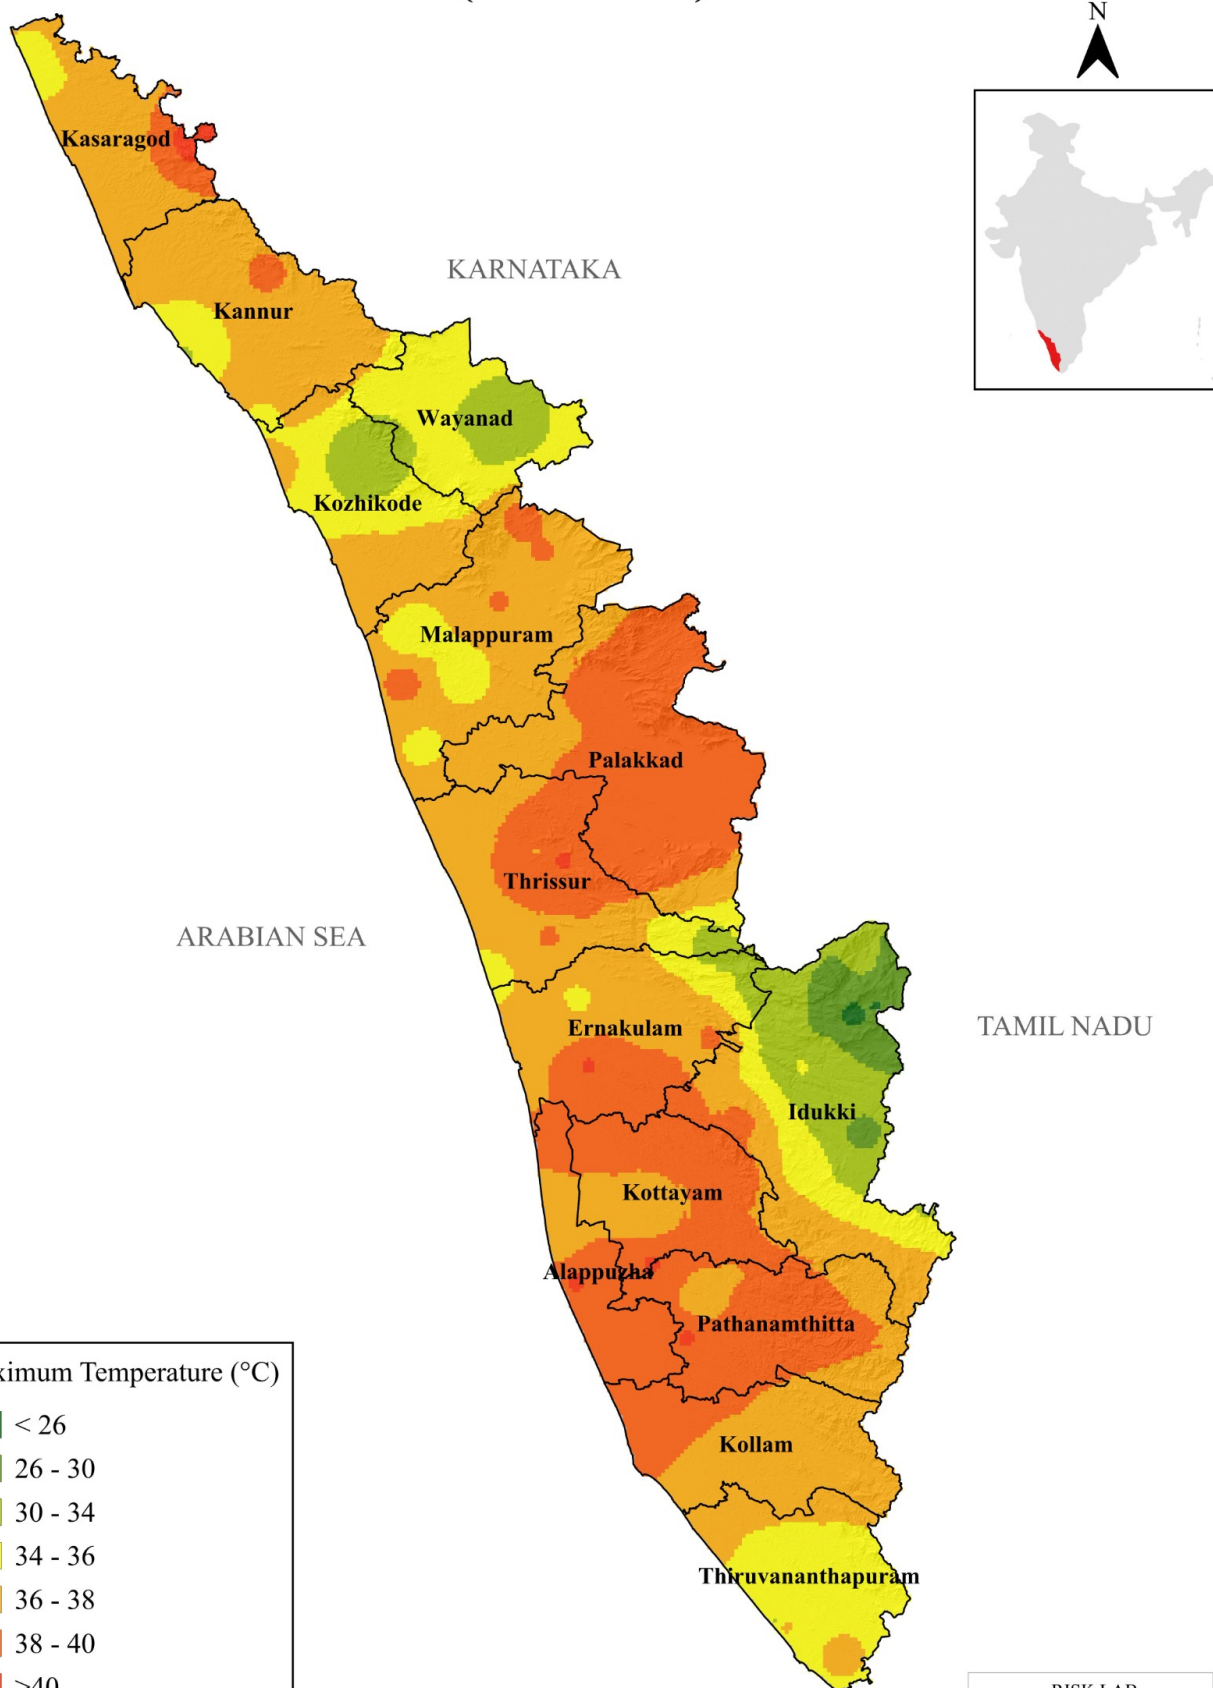 N
Kasaragod
KARNATAKA
Kannur
Wayanad
Kozhikode
Malappuram
Palakkad
Thrissur
ARABIAN SEA
Ernakulam
TAMIL NADU
Idukki
Kottayam
Alappuzha
Pathanamthitta
Kollam
Thiruvananthapuram
ximum Temperature (°C)
< 26
26 - 30
30 - 34
34 - 36
36 - 38
38 - 40
>40